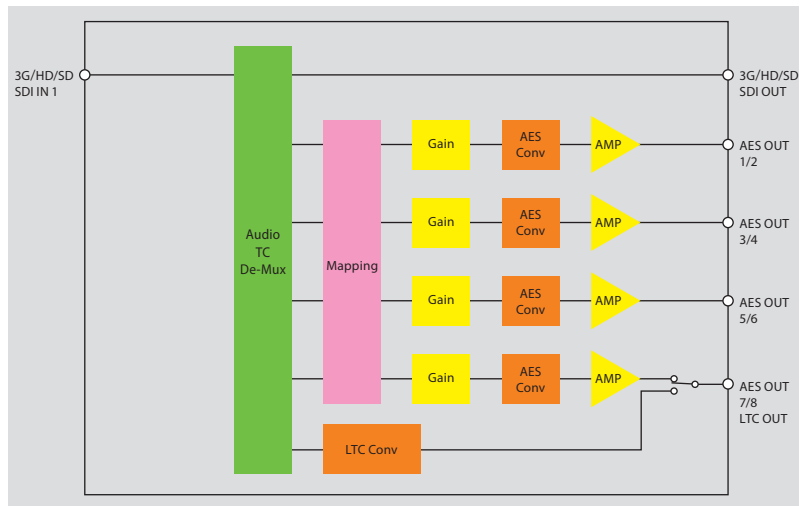 3G/HD/SD
SDI IN 1
3G/HD/SD
SDI OUT
Audio
TC
De-Mux
Mapping
Gain
AES
Conv
AMP
AES OUT
1/2
Gain
AES
Conv
AMP
AES OUT
3/4
Gain
AES
Conv
AMP
AES OUT
5/6
Gain
AES
Conv
AMP
AES OUT
7/8
LTC OUT
LTC Conv